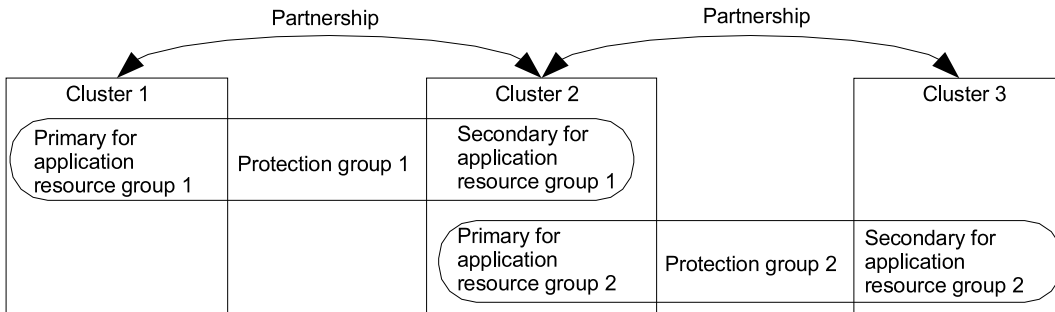 Partnership
Partnership
Cluster 1
Cluster 2
Cluster 3
Primary for
application
resource group 1
Protection group 1
Secondary for
application
resource group 1
Primary for
application
resource group 2
Protection group 2
Secondary for
application
resource group 2